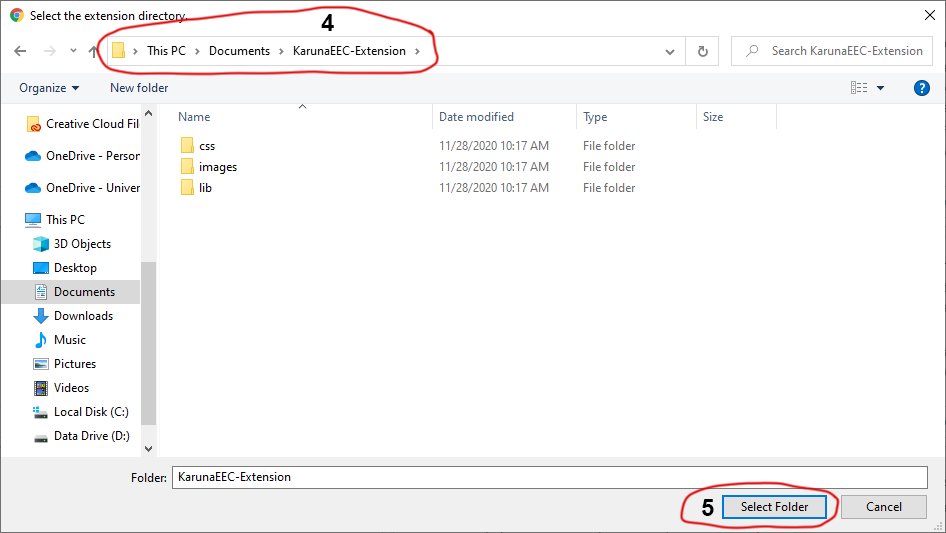 Select the extension directory.
4
This PC > Documents > KarunaEEC-Extension >
Search KarunaEEC-Extension
Organize
New folder
?
Name Date modified Type Size
css 11/28/2020 10:17 AM File folder
images 11/28/2020 10:17 AM File folder
lib 11/28/2020 10:17 AM File folder
Creative Cloud Fil
OneDrive - Person
OneDrive - Univer
This PC
3D Objects
Desktop
Documents
Downloads
Music
Pictures
Videos
Local Disk (C:)
Data Drive (D:)
Folder: KarunaEEC-Extension
5
Select Folder
Cancel